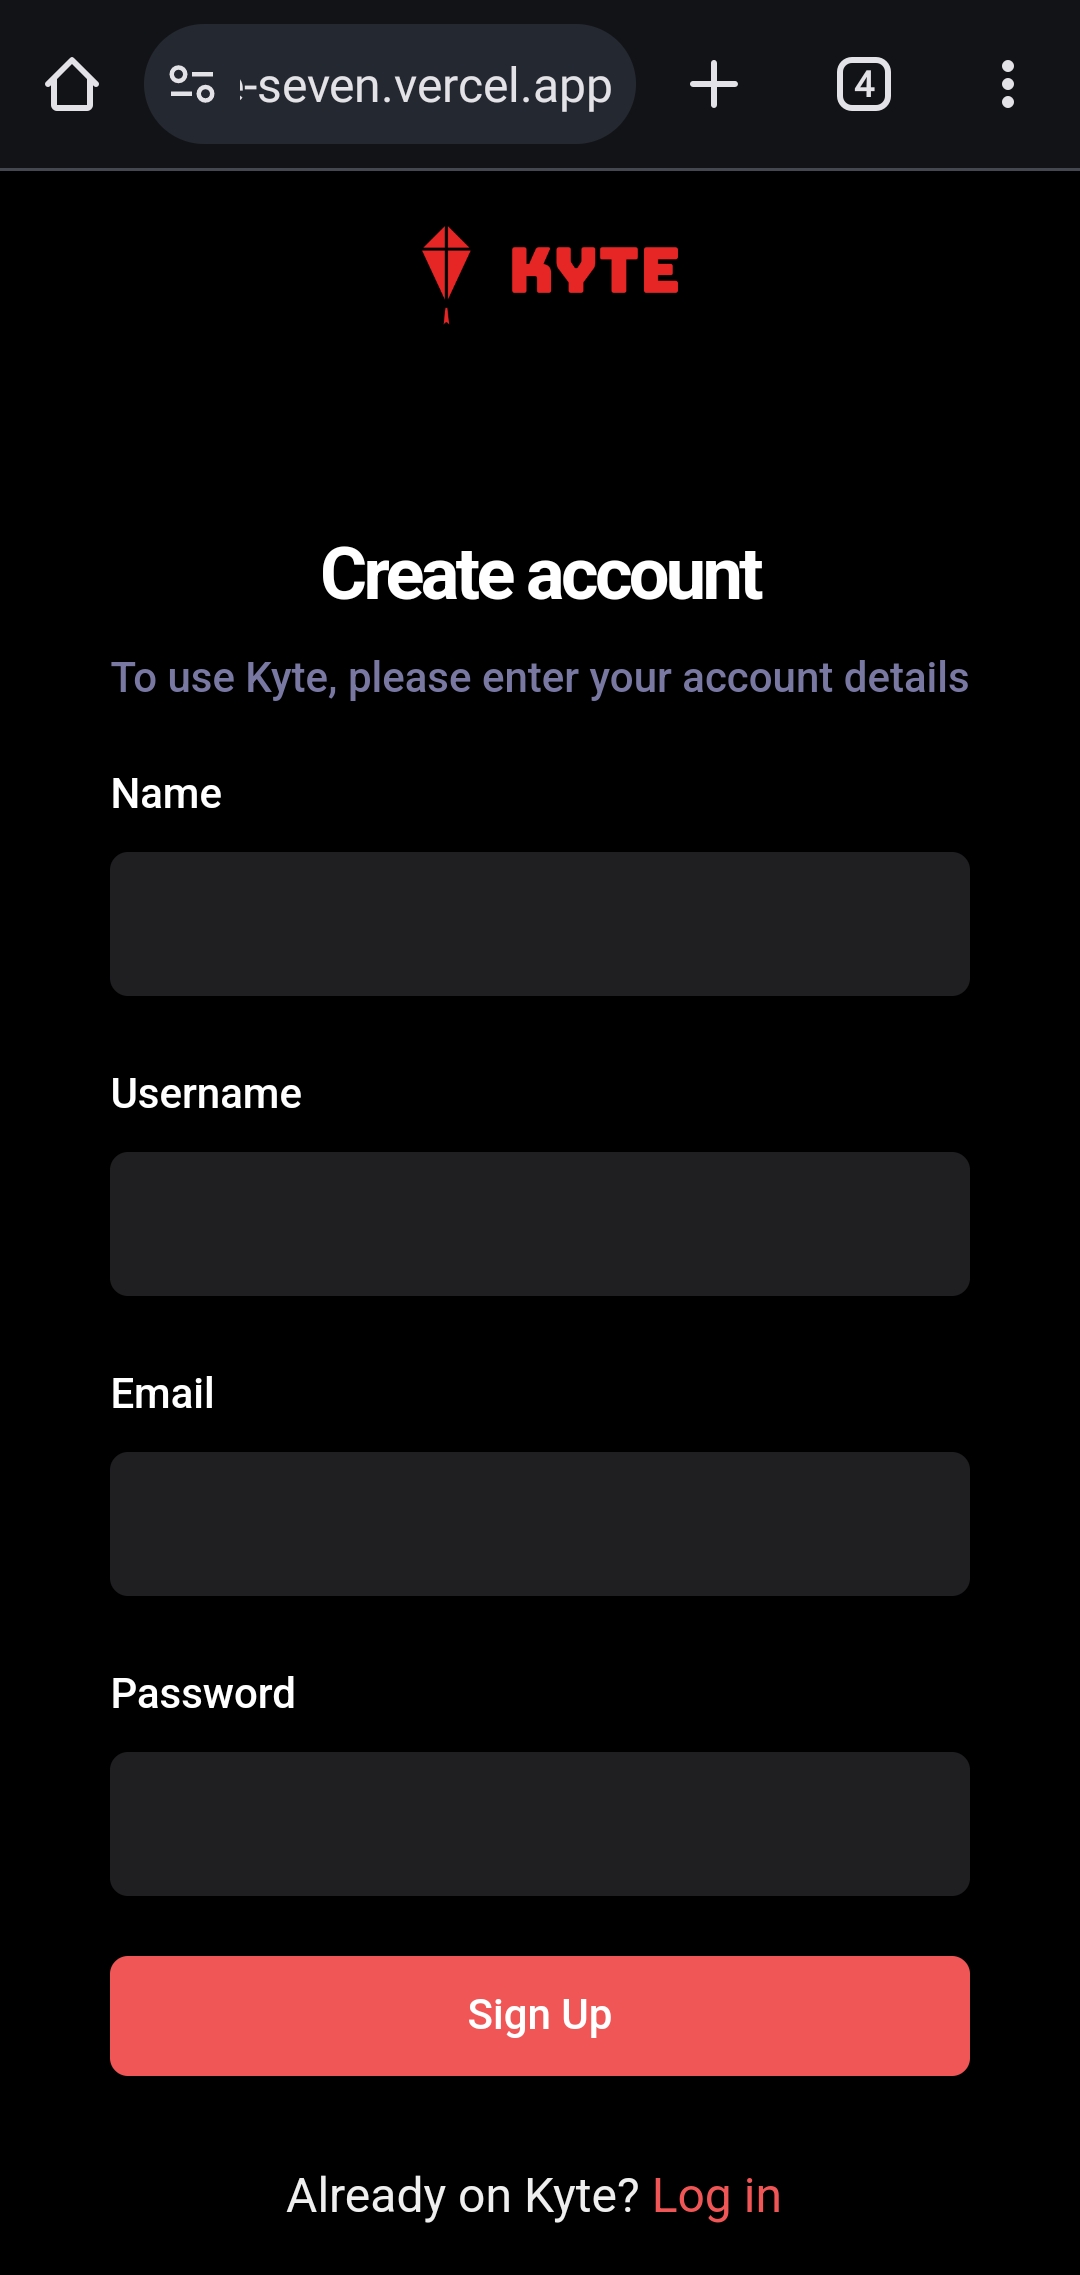 -seven.vercel.app
4
KYTE
Create account
To use Kyte, please enter your account details
Name
Username
Email
Password
Sign Up
Already on Kyte? Log in